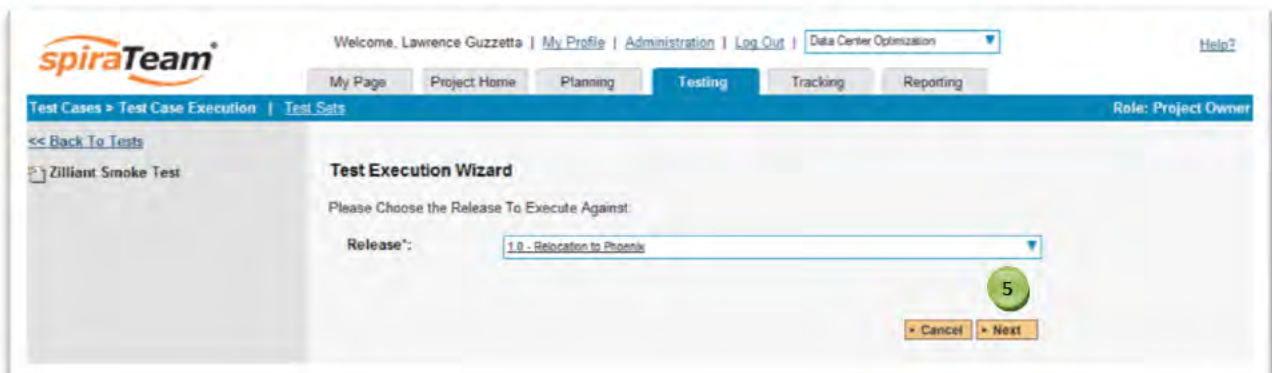 spiraTeam
Welcome, Lawrence Guzzetta | My Profile | Administration | Log Out | Data Center Optimization
Help?
My Page Project Home Planning Testing Tracking Reporting
Test Cases > Test Case Execution | Test Sets
Role: Project Owner
<< Back To Tests
Zilliant Smoke Test
Test Execution Wizard
Please Choose the Release To Execute Against:
Release*: 1.0 - Relocation to Phoenix
5
Cancel Next